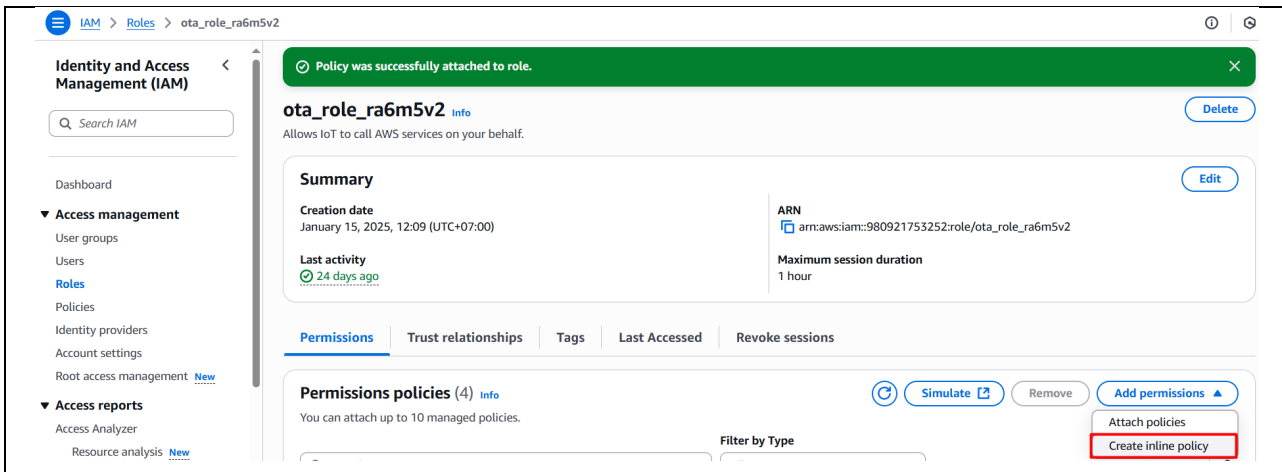 IAM > Roles > ota_role_ra6m5v2
Identity and Access Management (IAM)
Search IAM
Dashboard
Access management
User groups
Users
Roles
Policies
Identity providers
Account settings
Root access management New
Access reports
Access Analyzer
Resource analysis New
Policy was successfully attached to role.
ota_role_ra6m5v2 Info
Delete
Allows IoT to call AWS services on your behalf.
Summary
Edit
Creation date
January 15, 2025, 12:09 (UTC+07:00)
ARN
arn:aws:iam::980921753252:role/ota_role_ra6m5v2
Last activity
24 days ago
Maximum session duration
1 hour
Permissions
Trust relationships
Tags
Last Accessed
Revoke sessions
Permissions policies (4) Info
Simulate
Remove
Add permissions
You can attach up to 10 managed policies.
Attach policies
Create inline policy
Filter by Type